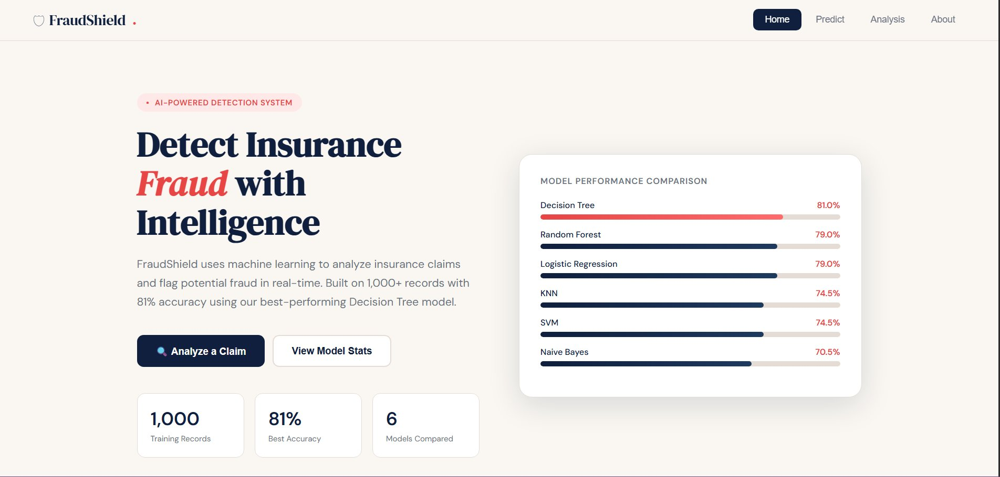 FraudShield
Home
Predict
Analysis
About
AI-POWERED DETECTION SYSTEM
Detect Insurance
Fraud with
Intelligence
FraudShield uses machine learning to analyze insurance claims
and flag potential fraud in real-time. Built on 1,000+ records with
81% accuracy using our best-performing Decision Tree model.
Analyze a Claim
View Model Stats
1,000
Training Records
81%
Best Accuracy
6
Models Compared
MODEL PERFORMANCE COMPARISON
Decision Tree 81.0%
Random Forest 79.0%
Logistic Regression 79.0%
KNN 74.5%
SVM 74.5%
Naive Bayes 70.5%